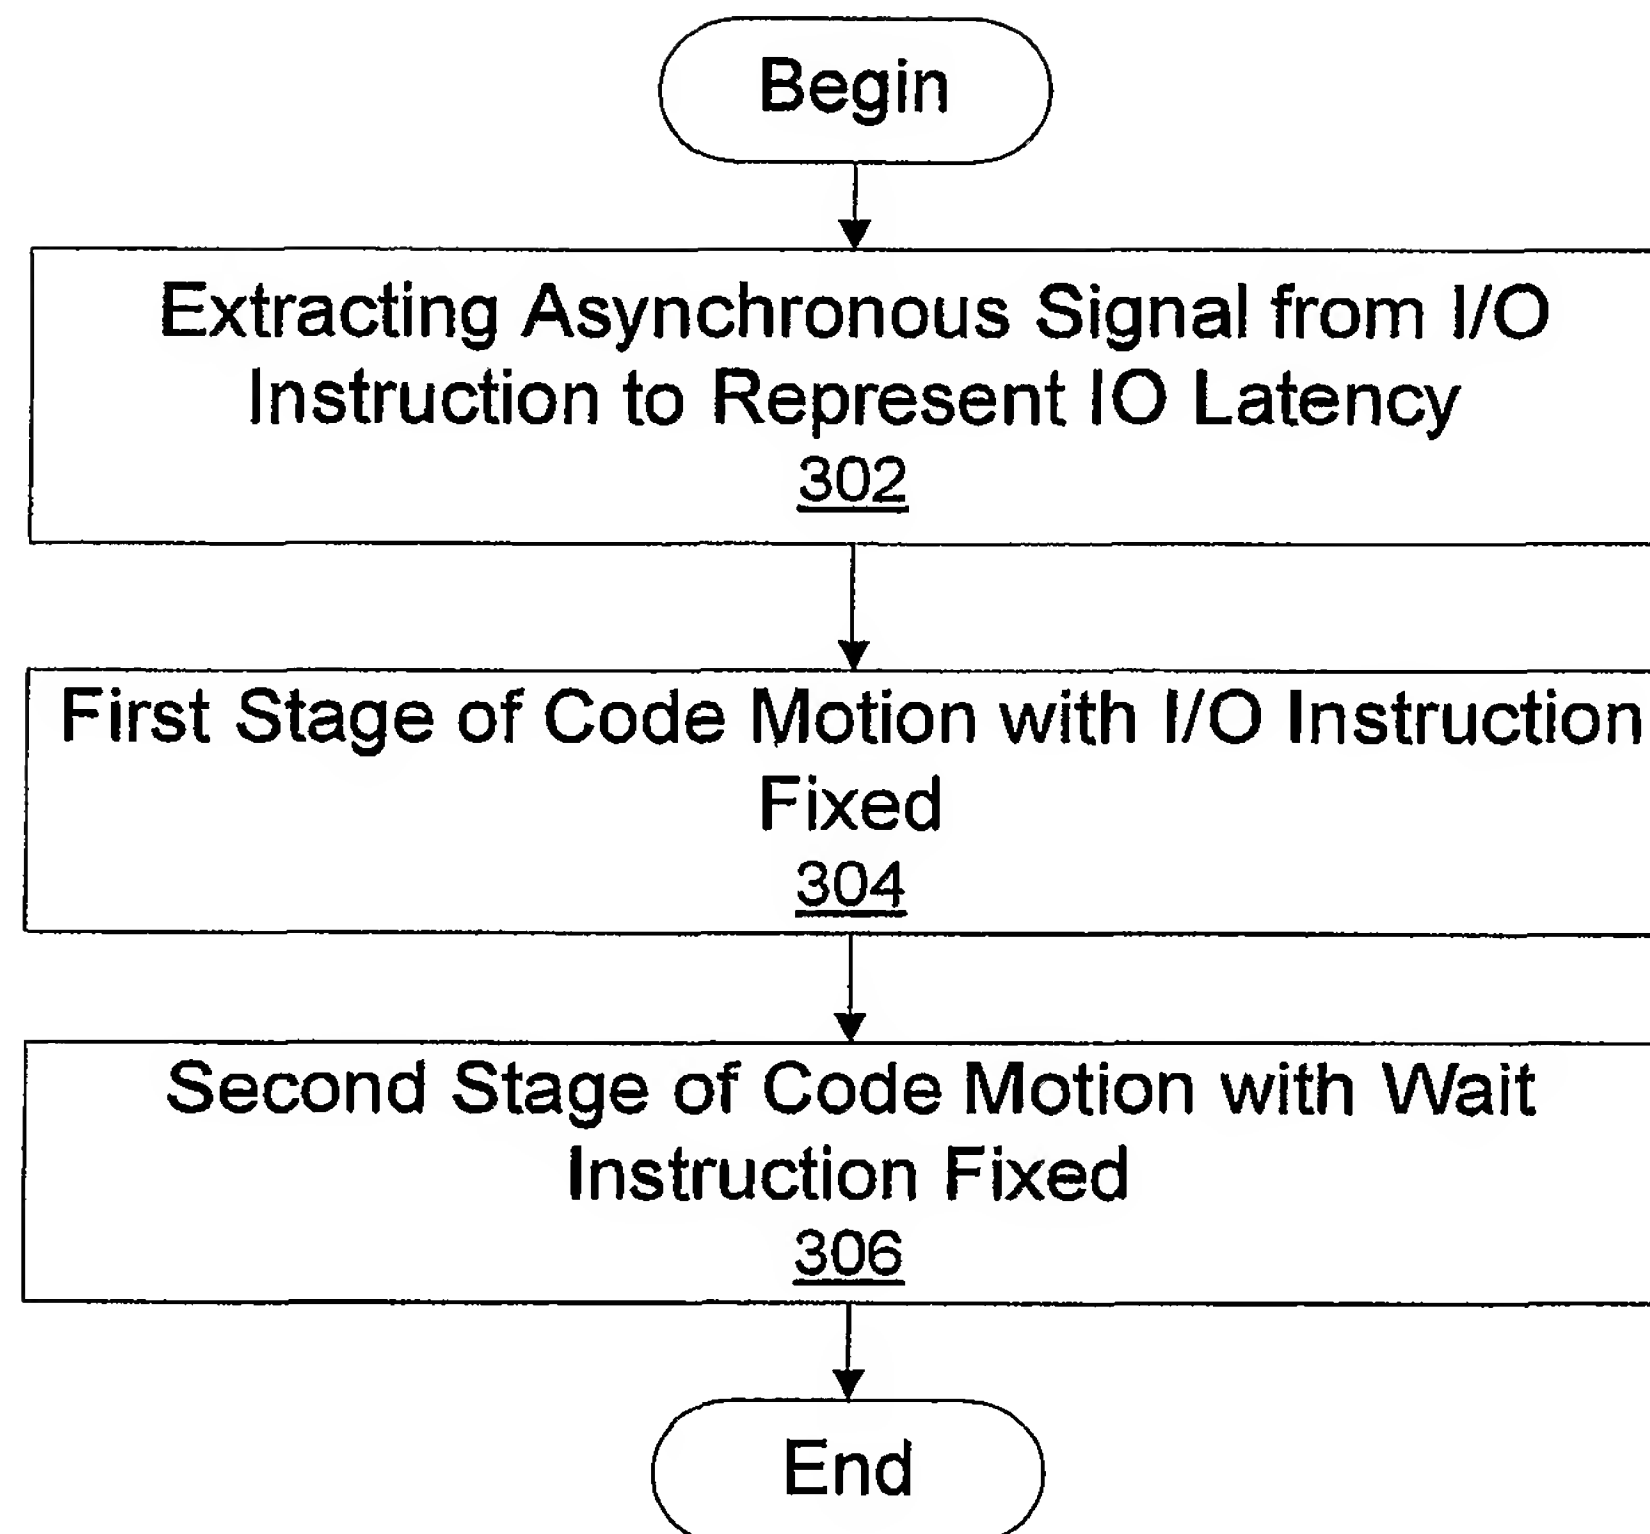 Begin
Extracting Asynchronous Signal from I/O
Instruction to Represent IO Latency
302
First Stage of Code Motion with I/O Instruction
Fixed
304
Second Stage of Code Motion with Wait
Instruction Fixed
306
End